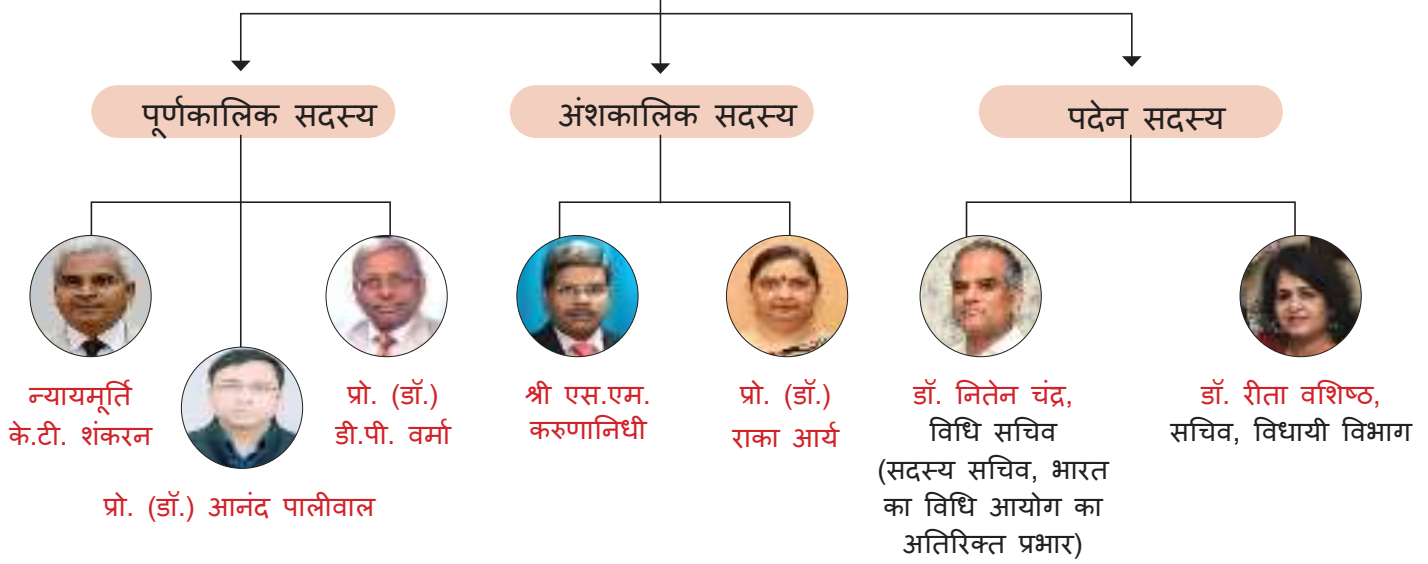 पूर्णकालिक सदस्य
अंशकालिक सदस्य
पदेन सदस्य
न्यायमूर्ति
के.टी. शंकरन
प्रो. (डॉ.) आनंद पालीवाल
प्रो. (डॉ.)
डी.पी. वर्मा
श्री एस.एम.
करुणानिधी
प्रो. (डॉ.)
राका आर्य
डॉ. नितेन चंद्र,
विधि सचिव
(सदस्य सचिव, भारत
का विधि आयोग का
अतिरिक्त प्रभार)
डॉ. रीता वशिष्ठ,
सचिव, विधायी विभाग